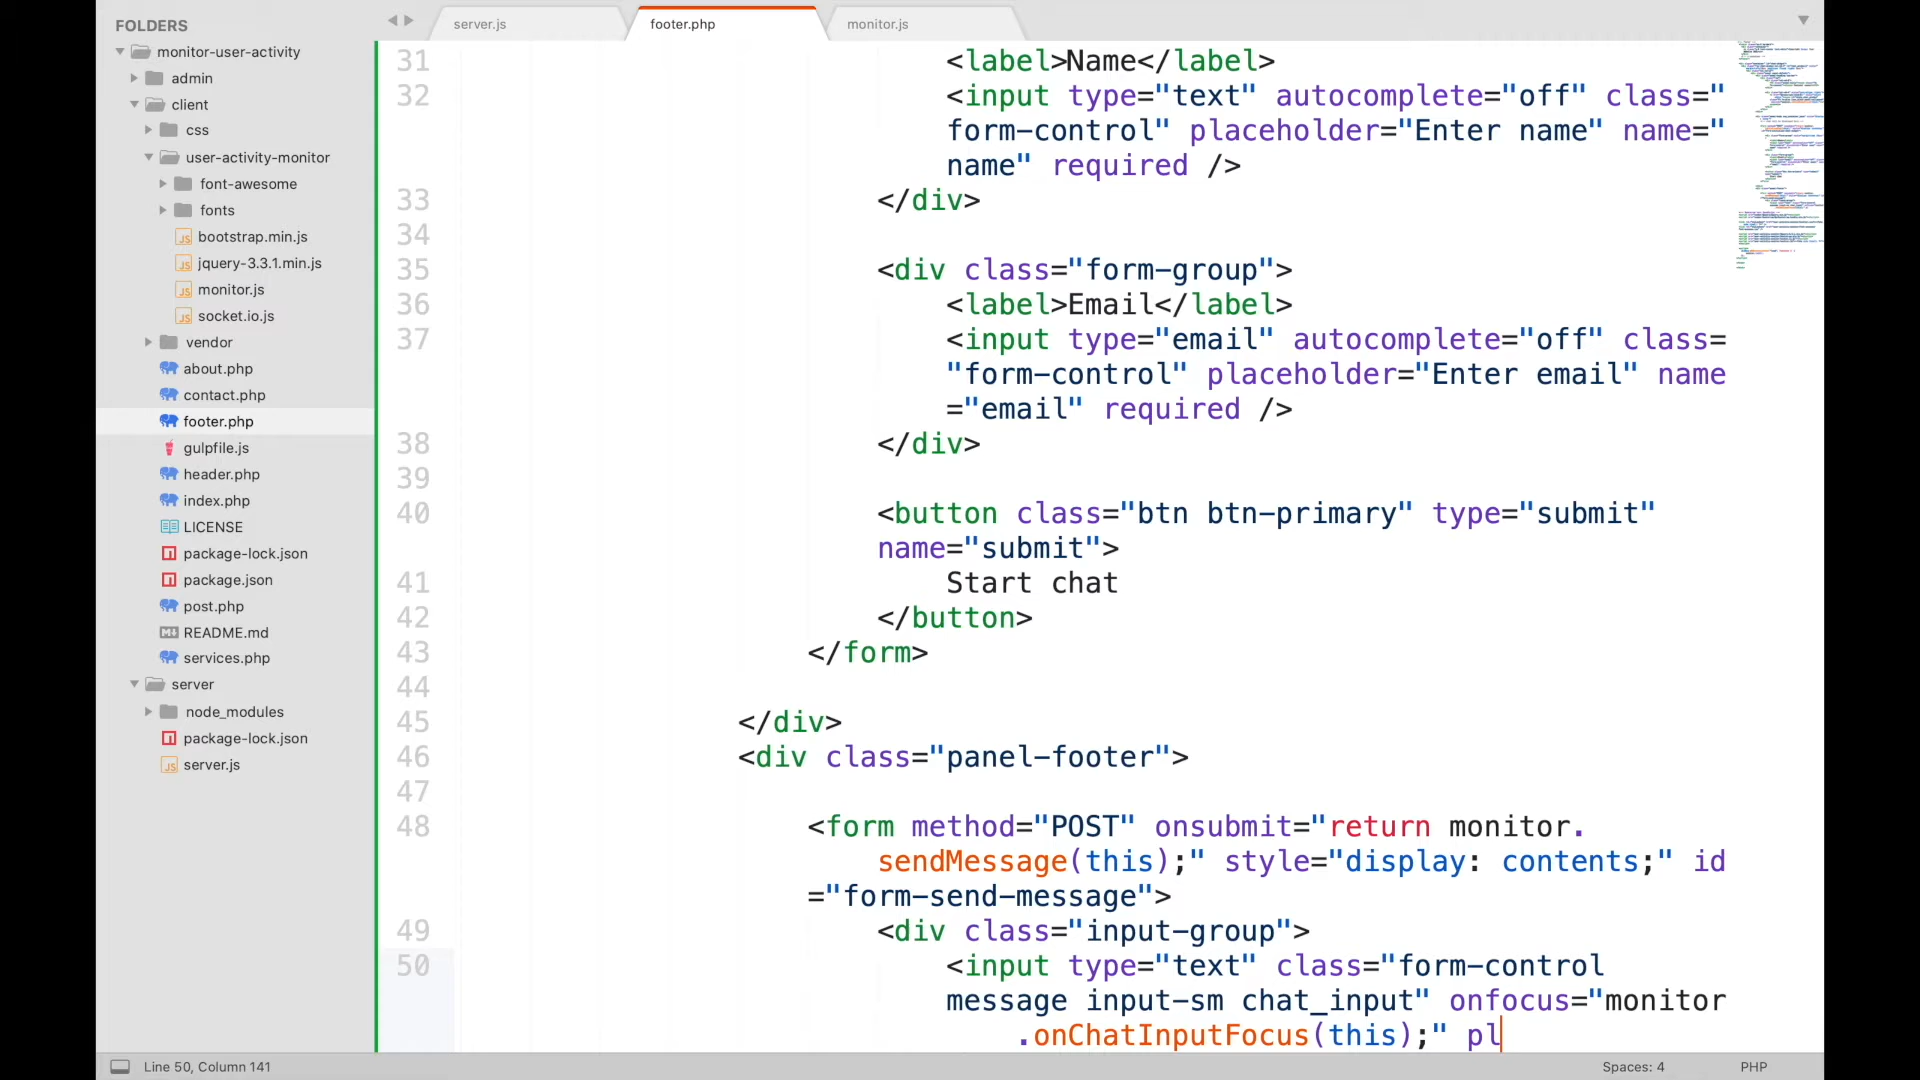 FOLDERS
monitor-user-activity
admin
client
css
user-activity-monitor
font-awesome
fonts
bootstrap.min.js
jquery-3.3.1.min.js
monitor.js
socket.io.js
vendor
about.php
contact.php
footer.php
gulpfile.js
header.php
index.php
LICENSE
package-lock.json
package.json
post.php
README.md
services.php
server
node_modules
package-lock.json
server.js
server.js
footer.php
monitor.js
31 <label>Name</label>
32 <input type="text" autocomplete="off" class="
form-control" placeholder="Enter name" name="
name" required />
33 </div>
34
35 <div class="form-group">
36 <label>Email</label>
37 <input type="email" autocomplete="off" class=
"form-control" placeholder="Enter email" name
="email" required />
38 </div>
39
40 <button class="btn btn-primary" type="submit"
name="submit">
41 Start chat
42 </button>
43 </form>
44
45 </div>
46 <div class="panel-footer">
47
48 <form method="POST" onsubmit="return monitor.
sendMessage(this);" style="display: contents;" id
="form-send-message">
49 <div class="input-group">
50 <input type="text" class="form-control
message input-sm chat_input" onfocus="monitor
.onChatInputFocus(this);" pl
Line 50, Column 141
Spaces: 4
PHP